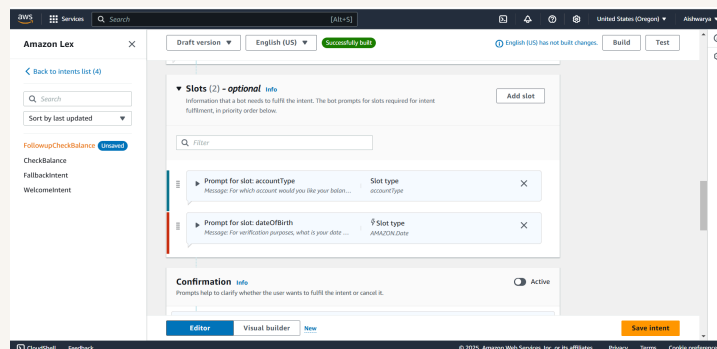 aws
Services
Search
[Alt+S]
United States (Oregon) ▼
Aishwarya ▼
Amazon Lex
Draft version ▼
English (US) ▼
Successfully built
English (US) has not built changes.
Build
Test
Back to intents list (4)
Search
Sort by last updated
FollowupCheckBalance Unsaved
CheckBalance
FallbackIntent
WelcomeIntent
Slots (2) - optional Info
Information that a bot needs to fulfil the intent. The bot prompts for slots required for intent
fulfilment, in priority order below.
Add slot
Filter
Prompt for slot: accountType
Message: For which account would you like your balan...
Slot type
accountType
Prompt for slot: dateOfBirth
Message: For verification purposes, what is your date ...
Slot type
AMAZON.Date
Confirmation Info
Prompts help to clarify whether the user wants to fulfil the intent or cancel it.
Active
Editor
Visual builder
New
Save intent
CloudShell
Feedback
© 2025, Amazon Web Services, Inc. or its affiliates.
Privacy
Terms
Cookie preferences